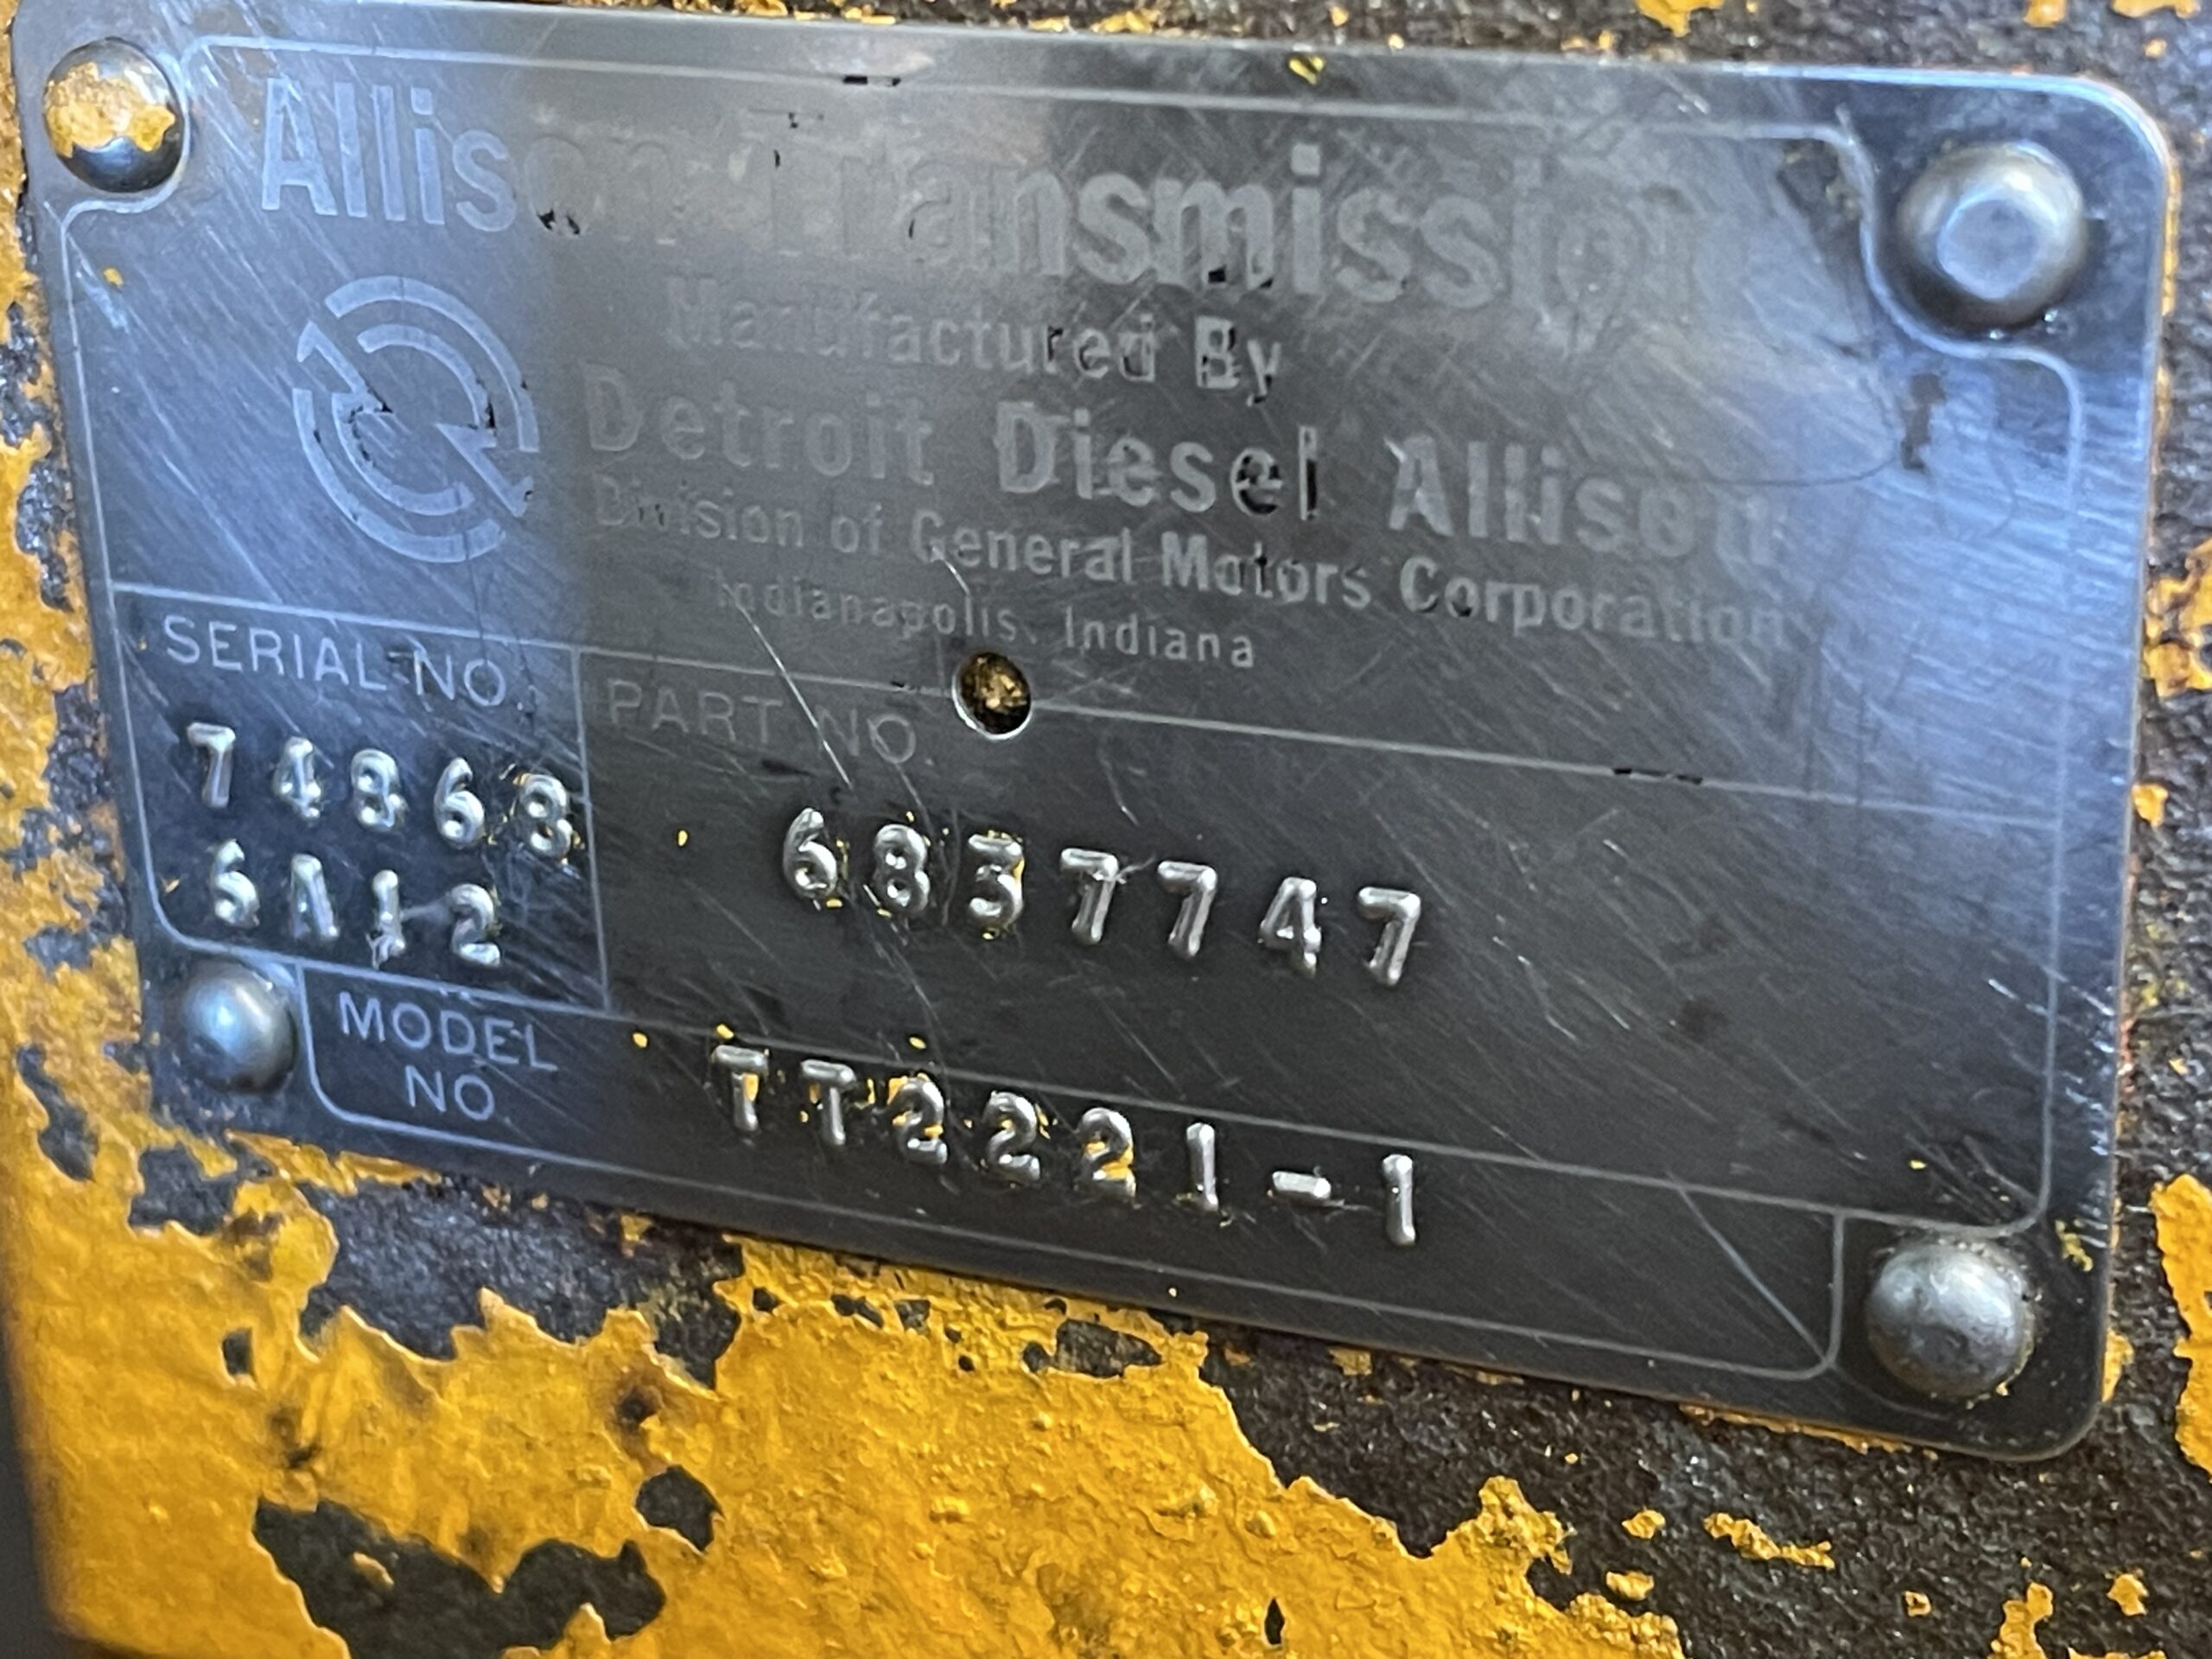 Allison Transmission
Manufactured By
Detroit Diesel Allison
Division of General Motors Corporation
Indianapolis, Indiana
SERIAL NO.
74868
6A12
PART NO
6837747
MODEL
NO.
TT2221-1